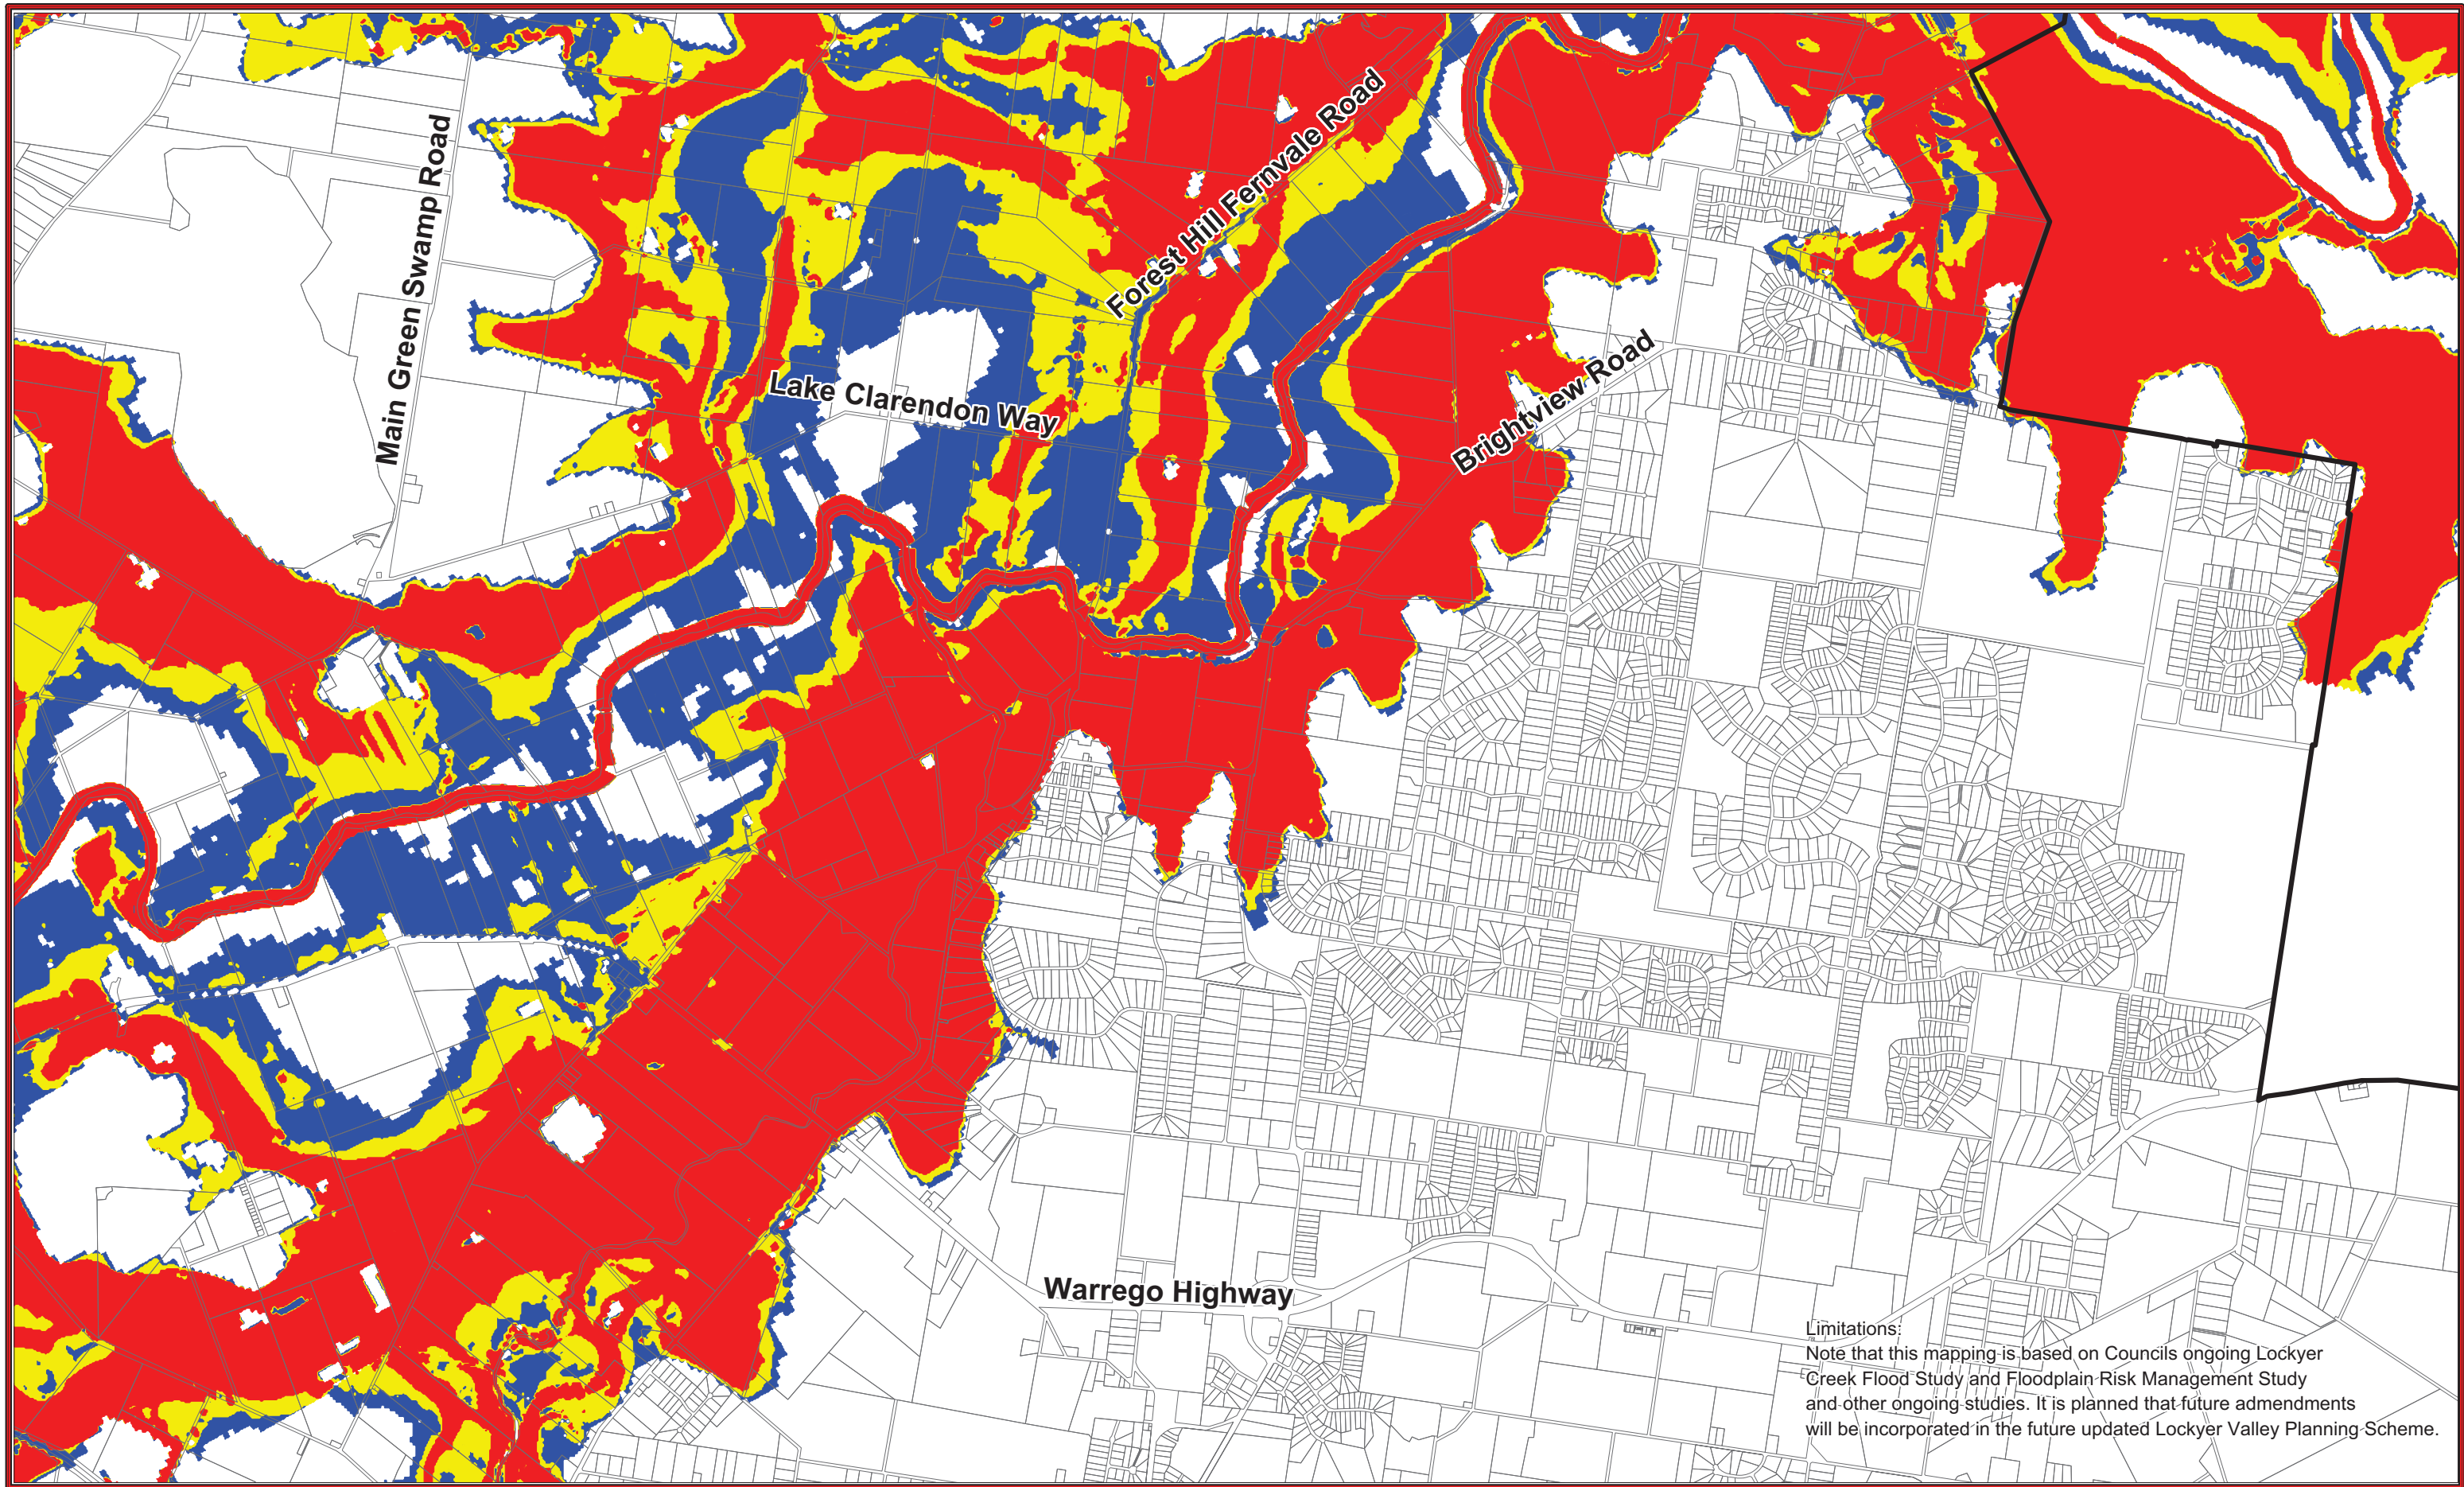 Main Green Swamp Road
Forest Hill Fernvale Road
Lake Clarendon Way
Brightview Road
Warrego Highway
Limitations:
Note that this mapping is based on Councils ongoing Lockyer
Creek Flood Study and Floodplain Risk Management Study
and other ongoing studies. It is planned that future admendments
will be incorporated in the future updated Lockyer Valley Planning Scheme.